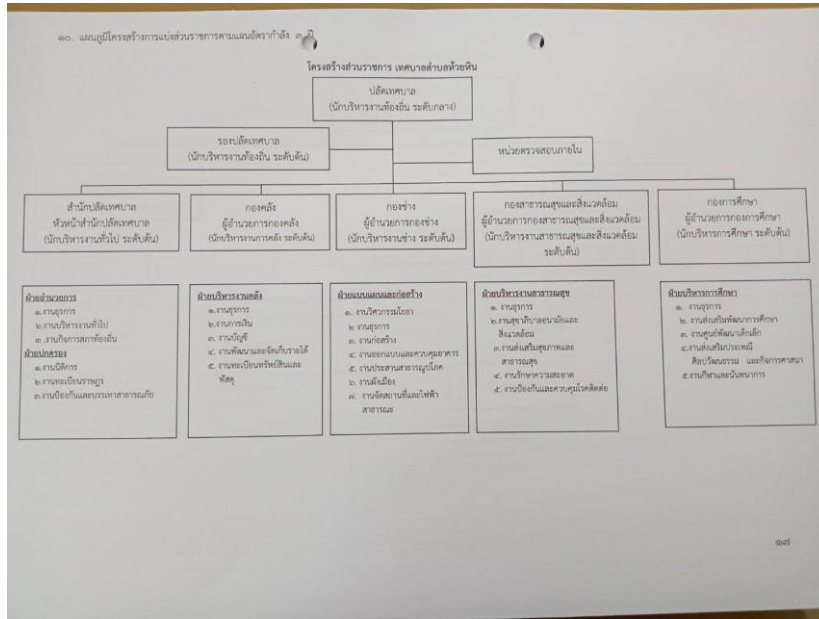 ๑๐. แผนภูมิโครงสร้างการแบ่งส่วนราชการตามแผนอัตรากำลัง ๓ ปี
โครงสร้างส่วนราชการ เทศบาลตำบลห้วยหิน
ปลัดเทศบาล
(นักบริหารงานท้องถิ่น ระดับกลาง)
รองปลัดเทศบาล
(นักบริหารงานท้องถิ่น ระดับต้น)
หน่วยตรวจสอบภายใน
สำนักปลัดเทศบาล
หัวหน้าสำนักปลัดเทศบาล
(นักบริหารงานทั่วไป ระดับต้น)
กองคลัง
ผู้อำนวยการกองคลัง
(นักบริหารงานการคลัง ระดับต้น)
กองช่าง
ผู้อำนวยการกองช่าง
(นักบริหารงานช่าง ระดับต้น)
กองสาธารณสุขและสิ่งแวดล้อม
ผู้อำนวยการกองสาธารณสุขและสิ่งแวดล้อม
(นักบริหารงานสาธารณสุขและสิ่งแวดล้อม
ระดับต้น)
กองการศึกษา
ผู้อำนวยการกองการศึกษา
(นักบริหารการศึกษา ระดับต้น)
ฝ่ายอำนวยการ
๑.งานธุรการ
๒.งานบริหารงานทั่วไป
๓ .งานกิจการสภาท้องถิ่น
ฝ่ายปกครอง
๑.งานนิติการ
๒.งานทะเบียนราษฎร
๓.งานป้องกันและบรรเทาสาธารณภัย
ฝ่ายบริหารงานคลัง
๑.งานธุรการ
๒.งานการเงิน
๓. งานบัญชี
๔. งานพัฒนาและจัดเก็บรายได้
๕. งานทะเบียนทรัพย์สินและ
พัสดุ
ฝ่ายแบบแผนและก่อสร้าง
๑. งานวิศวกรรมโยธา
๒ งานธุรการ
๓. งานก่อสร้าง
๔. งานออกแบบและควบคุมอาคาร
๕. งานประสานสาธารณูปโภค
๖. งานผังเมือง
๗. งานจัดสถานที่และไฟฟ้า
สาธารณะ
ฝ่ายบริหารงานสาธารณสุข
๑. งานธุรการ
๒. งานสุขาภิบาลอนามัยและ
สิ่งแวดล้อม
๓.งานส่งเสริมสุขภาพและ
สาธารณสุข
๔. งานรักษาความสะอาด
๕. งานป้องกันและควบคุมโรคติดต่อ
ฝ่ายบริหารการศึกษา
๑. งานธุรการ
๒. งานส่งเสริมพัฒนาการศึกษา
๓. งานศูนย์พัฒนาเด็กเล็ก
๔.งานส่งเสริมประเพณี
ศิลปวัฒนธรรม และกิจการศาสนา
๕.งานกีฬาและนันทนาการ
๑๗